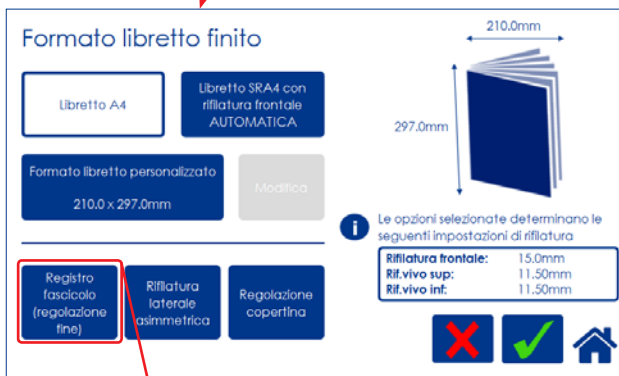 Formato libretto finito
Libretto A4
Libretto SRA4 con
rifilatura frontale
AUTOMATICA
Formato libretto personalizzato
210.0 x 297.0mm
Modifica
Registro
fascicolo
(regolazione
fine)
Rifilatura
laterale
asimmetrica
Regolazione
copertina
210.0mm
297.0mm
i
Le opzioni selezionate determinano le
seguenti impostazioni di rifilatura
Rifilatura frontale: 15.0mm
Rif.vivo sup: 11.50mm
Rif.vivo inf: 11.50mm